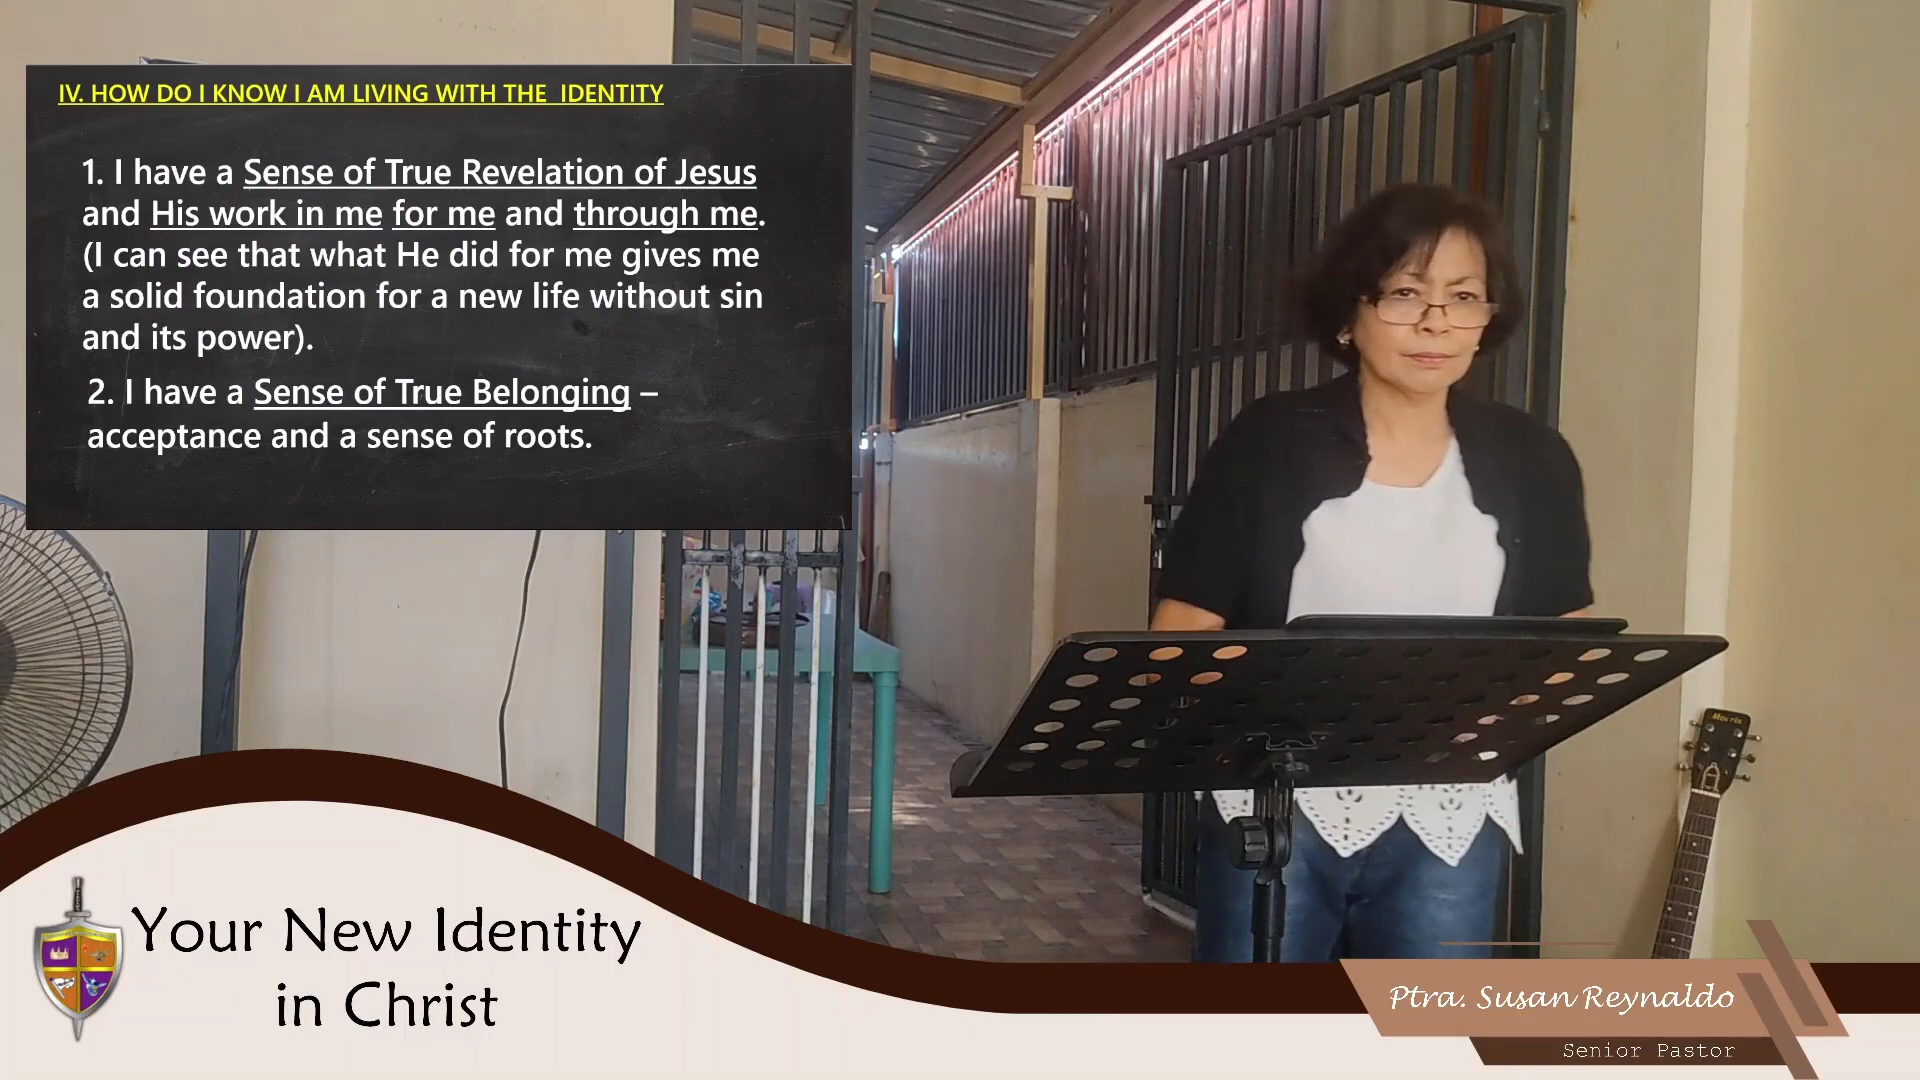 IV. HOW DO I KNOW I AM LIVING WITH THE IDENTITY
1. I have a Sense of True Revelation of Jesus
and His work in me for me and through me.
(I can see that what He did for me gives me
a solid foundation for a new life without sin
and its power).
2. I have a Sense of True Belonging –
acceptance and a sense of roots.
Morris
Your New Identity
in Christ
Ptra. Susan Reynaldo
Senior Pastor